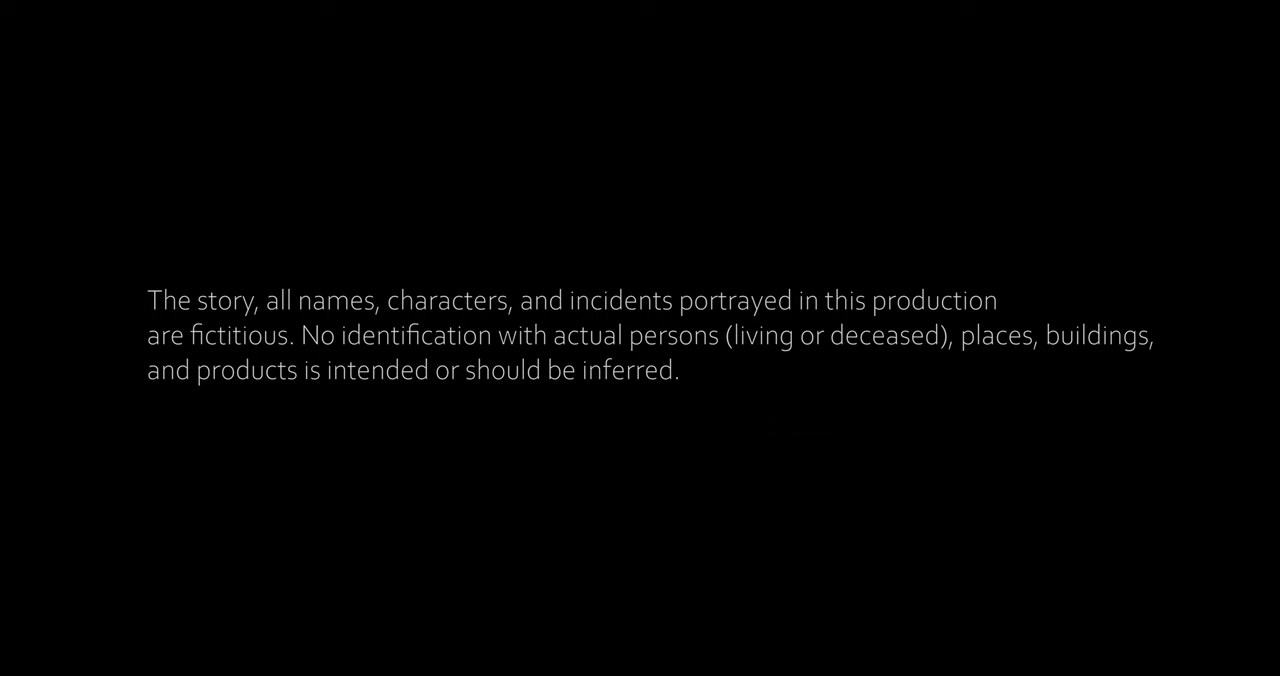 The story, all names, characters, and incidents portrayed in this production
are fictitious. No identification with actual persons (living or deceased), places, buildings,
and products is intended or should be inferred.